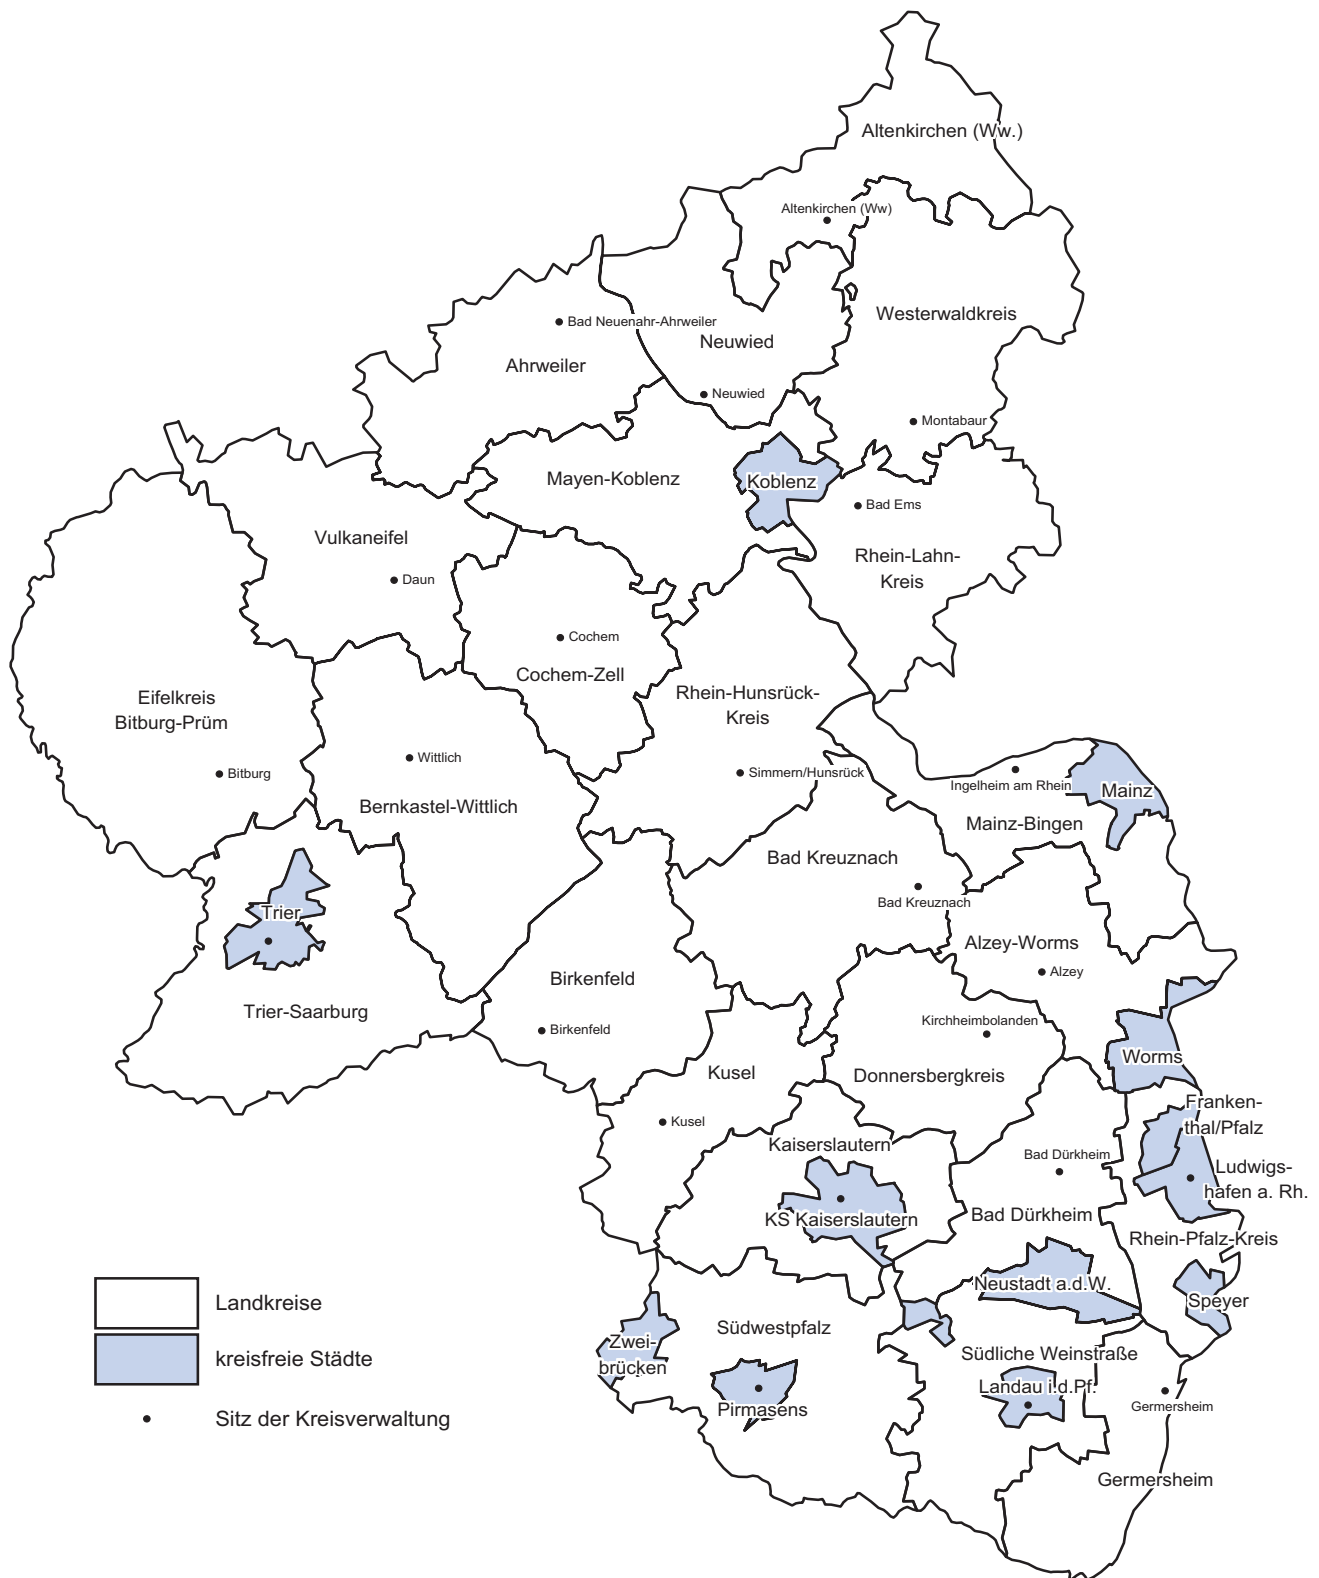 Altenkirchen (Ww.)
Altenkirchen (Ww)
Westerwaldkreis
Bad Neuenahr-Ahrweiler
Neuwied
Ahrweiler
Neuwied
Montabaur
Mayen-Koblenz
Koblenz
Bad Ems
Vulkaneifel
Rhein-Lahn-
Kreis
Daun
Cochem
Cochem-Zell
Rhein-Hunsrück-
Kreis
Eifelkreis
Bitburg-Prüm
Wittlich
Bitburg
Simmern/Hunsrück
Ingelheim am Rhein
Mainz
Bernkastel-Wittlich
Mainz-Bingen
Bad Kreuznach
Bad Kreuznach
Trier
Alzey-Worms
Alzey
Birkenfeld
Trier-Saarburg
Birkenfeld
Kirchheimbolanden
Worms
Kusel
Donnersbergkreis
Kusel
Franken-
thal/Pfalz
Kaiserslautern
Bad Dürkheim
Ludwigs-
hafen a. Rh.
KS Kaiserslautern
Bad Dürkheim
Rhein-Pfalz-Kreis
Neustadt a.d.W.
Speyer
Landkreise
Südwestpfalz
Zwei-
brücken
kreisfreie Städte
Südliche Weinstraße
Landau i.d.Pf.
Pirmasens
Germersheim
Sitz der Kreisverwaltung
Germersheim